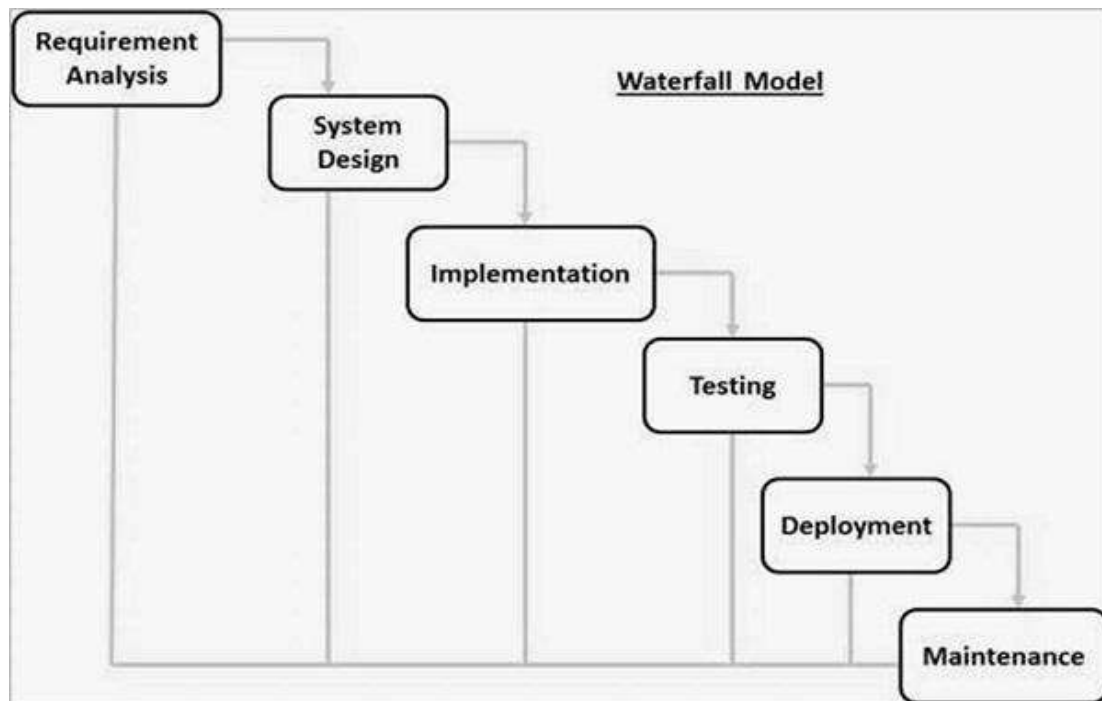 Requirement
Analysis
Waterfall Model
System
Design
Implementation
Testing
Deployment
Maintenance